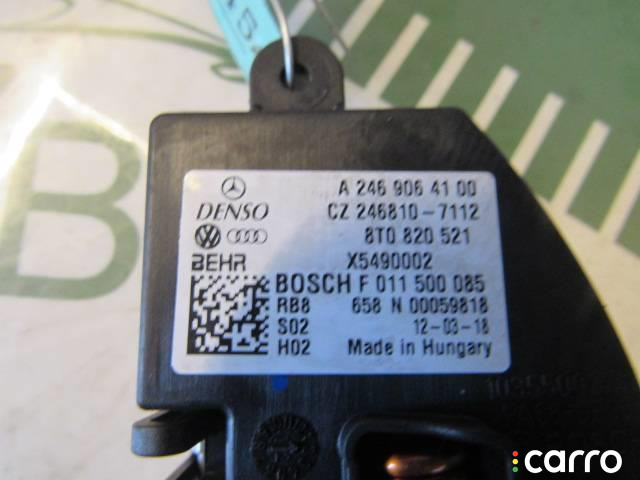 A 246 906 41 00
DENSO CZ 246810-7112
8T0 820 521
BEHR X5490002
BOSCH F 011 500 085
RB8 658 N 00059818
S02 12-03-18
H02 Made in Hungary
B
carro